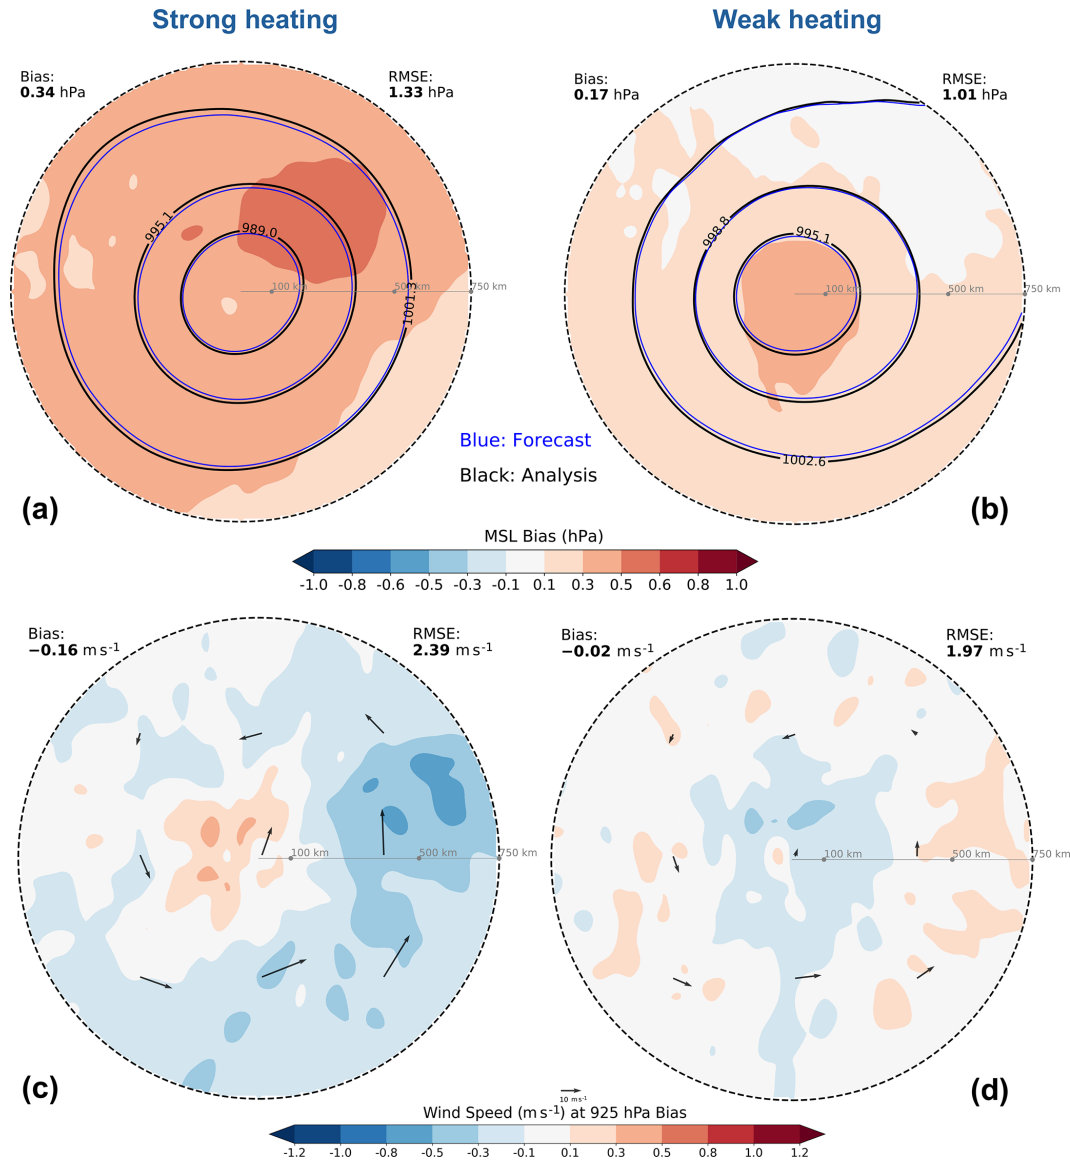 Strong heating
Weak heating
Bias:
0.34 hPa
RMSE:
1.33 hPa
Bias:
0.17 hPa
RMSE:
1.01 hPa
995.1
989.0
1001.3
100 km
500 km
750 km
998.8
995.1
1002.6
100 km
500 km
750 km
Blue: Forecast
Black: Analysis
(a)
(b)
MSL Bias (hPa)
-1.0 -0.8 -0.6 -0.5 -0.3 -0.1 0.1 0.3 0.5 0.6 0.8 1.0
Bias:
−0.16 m s⁻¹
RMSE:
2.39 m s⁻¹
Bias:
−0.02 m s⁻¹
RMSE:
1.97 m s⁻¹
100 km
500 km
750 km
100 km
500 km
750 km
(c)
(d)
10 ms⁻¹
Wind Speed (m s⁻¹) at 925 hPa Bias
-1.2 -1.0 -0.8 -0.5 -0.3 -0.1 0.1 0.3 0.5 0.8 1.0 1.2